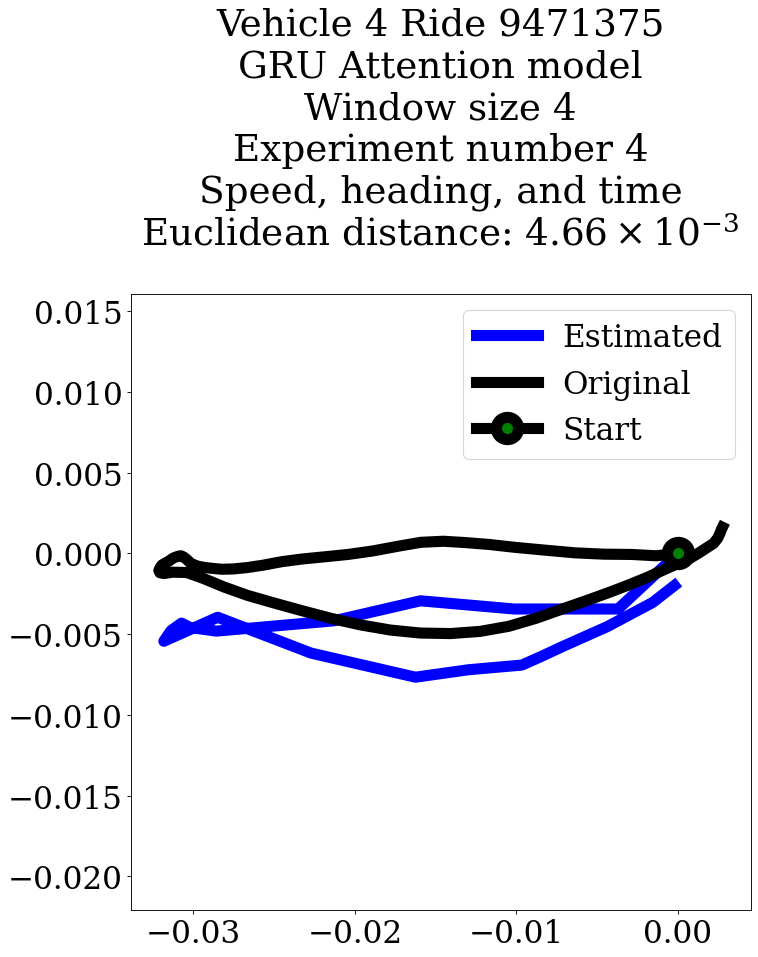 Vehicle 4 Ride 9471375
GRU Attention model
Window size 4
Experiment number 4
Speed, heading, and time
Euclidean distance: 4.66 × 10⁻³
0.015
0.010
0.005
0.000
−0.005
−0.010
−0.015
−0.020
Estimated
Original
Start
−0.03
−0.02
−0.01
0.00